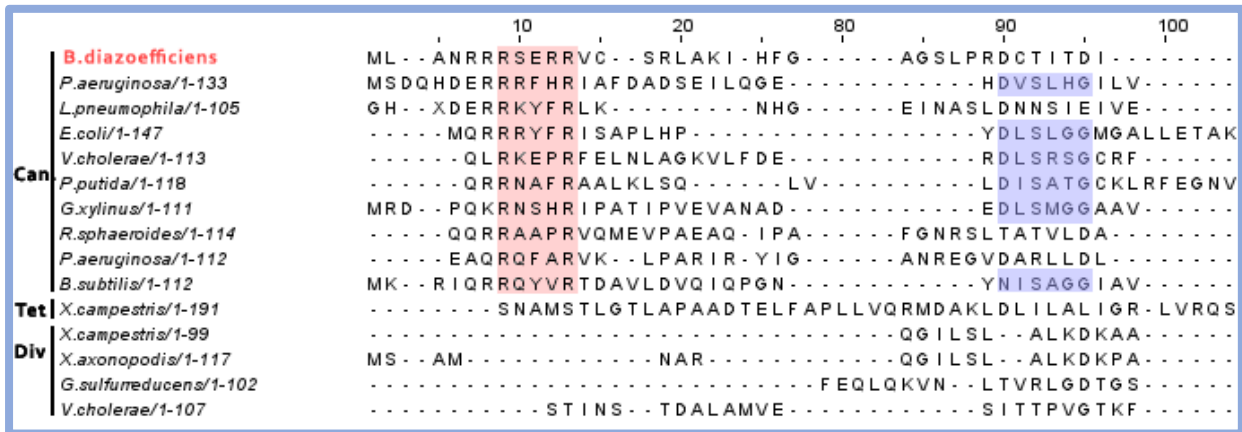 10 20 80 90 100
B.diazoefficiens ML--ANRRRSERRVC--SRLAKI-HFG------AGSLPRDCTITDI--------
P.aeruginosa/1-133 MSDQHDERRRFHRIAFDADSEILQGE------------HDVSLHGILV------
L.pneumophila/1-105 GH--XDERRKYFRLK---------NHG------EINASLDNNSIEIVE------
E.coli/1-147 -----MQRRRYFRISAPLHP------------------YDLSLGGMGALLETAK
V.cholerae/1-113 ------QLRKEPRFELNLAGKVLFDE------------RDLSRSGCRF------
Can P.putida/1-118 ------QRRNAFRAALKLSQ------LV----------LDISATGCKLRFEGNV
G.xylinus/1-111 MRD--PQKRNSHRIPATIPVEVANAD------------EDLSMGGAAV------
R.sphaeroides/1-114 -----QQRRAAPRVQMEVPAEAQ-IPA------FGNRSLTATVLDA--------
P.aeruginosa/1-112 -----EAQRQFARVK--LPARIR-YIG------ANREGVDARLLDL--------
B.subtilis/1-112 MK--RIQRRQYVRTDAVLDVQIQPGN------------YNISAGGIAV------
Tet X.campestris/1-191 --------SNAMSTLGTLAPAADTELFAPLLVQRMDAKLDLILALIGR-LVRQS
X.campestris/1-99 ---------------------------------QGILSL--ALKDKAA------
Div X.axonopodis/1-117 MS--AM------------NAR------------QGILSL--ALKDKPA------
G.sulfurreducens/1-102 ----------------------------FEQLQKVN--LTVRLGDTGS------
V.cholerae/1-107 -----------STINS--TDALAMVE------------SITTPVGTKF------